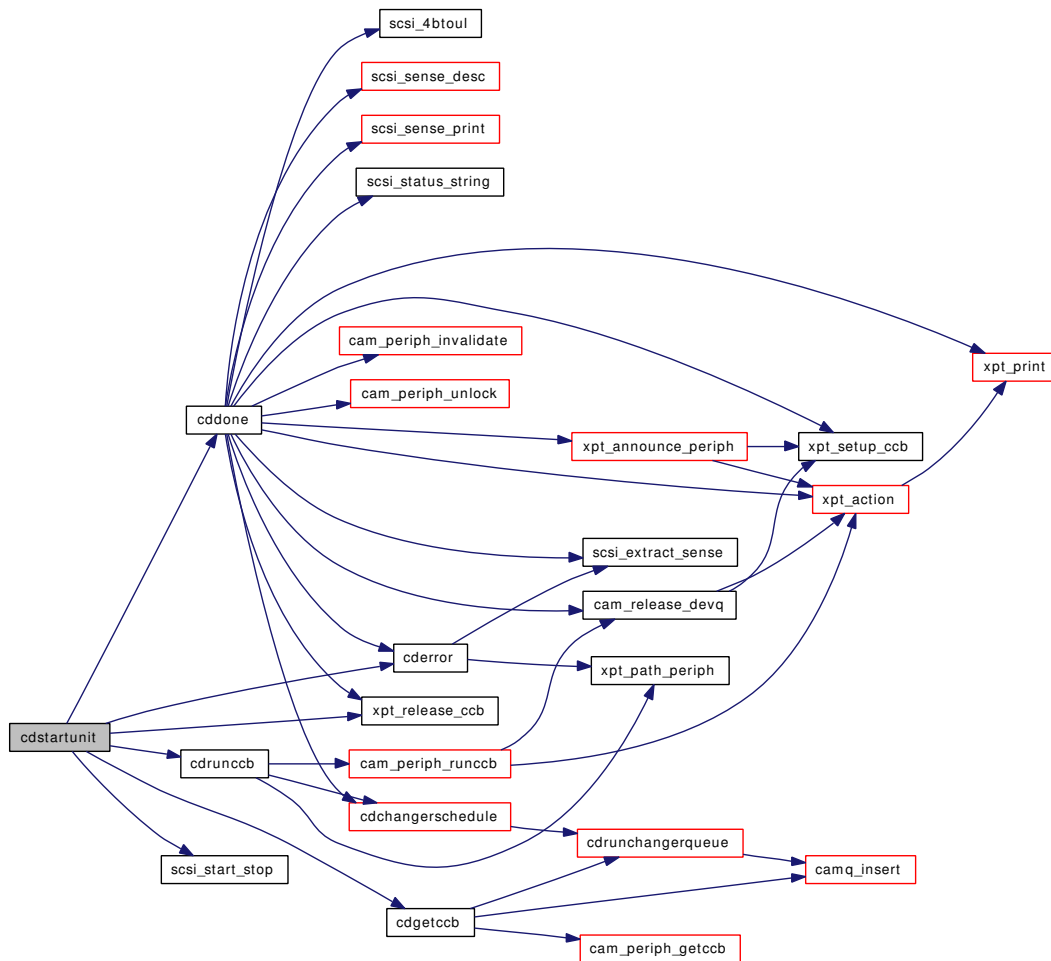 scsi_4btoul
scsi_sense_desc
scsi_sense_print
scsi_status_string
cam_periph_invalidate
xpt_print
cam_periph_unlock
cddone
xpt_announce_periph
xpt_setup_ccb
xpt_action
scsi_extract_sense
cam_release_devq
cderror
xpt_path_periph
xpt_release_ccb
cdstartunit
cdrunccb
cam_periph_runccb
cdchangerschedule
cdrunchangerqueue
scsi_start_stop
camq_insert
cdgetccb
cam_periph_getccb